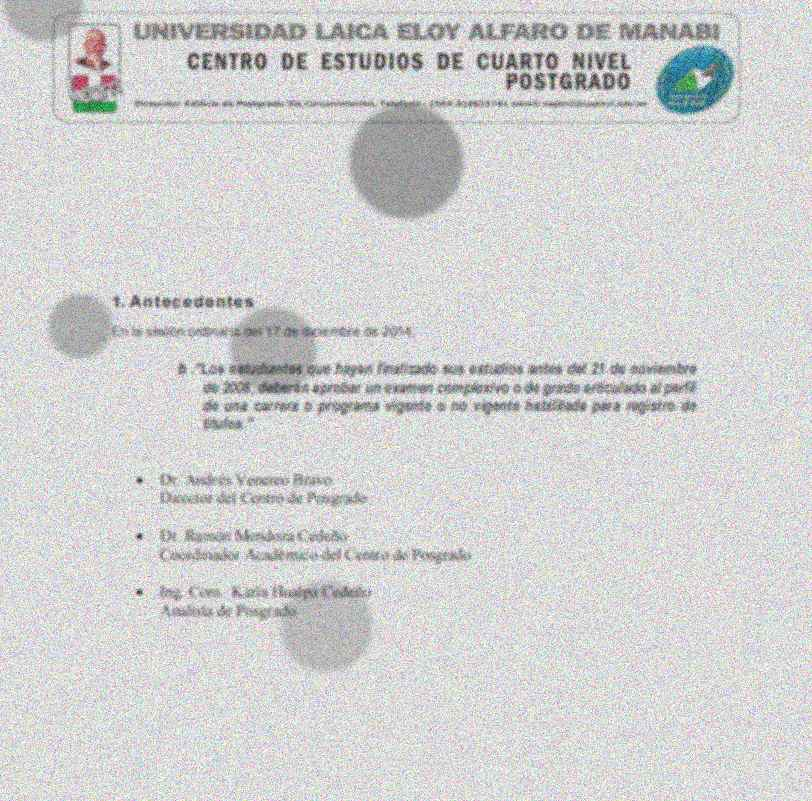 UNIVERSIDAD LAICA ELOY ALFARO DE MANABI
CENTRO DE ESTUDIOS DE CUARTO NIVEL
POSTGRADO
1. Antecedentes
En la sesión ordinaria del 17 de diciembre de 2014,
b. "Los estudiantes que hayan finalizado sus estudios antes del 21 de noviembre
de 2008, deberán aprobar un examen complexivo o de grado articulado al perfil
de una carrera o programa vigente o no vigente habilitada para registro de
títulos."
• Dr. Andrés Venereo Bravo
Director del Centro de Posgrado
• Dr. Ramón Mendoza Cedeño
Coordinador Académico del Centro de Posgrado
• Ing. Com. Karia Cedeño
Analista de Posgrado